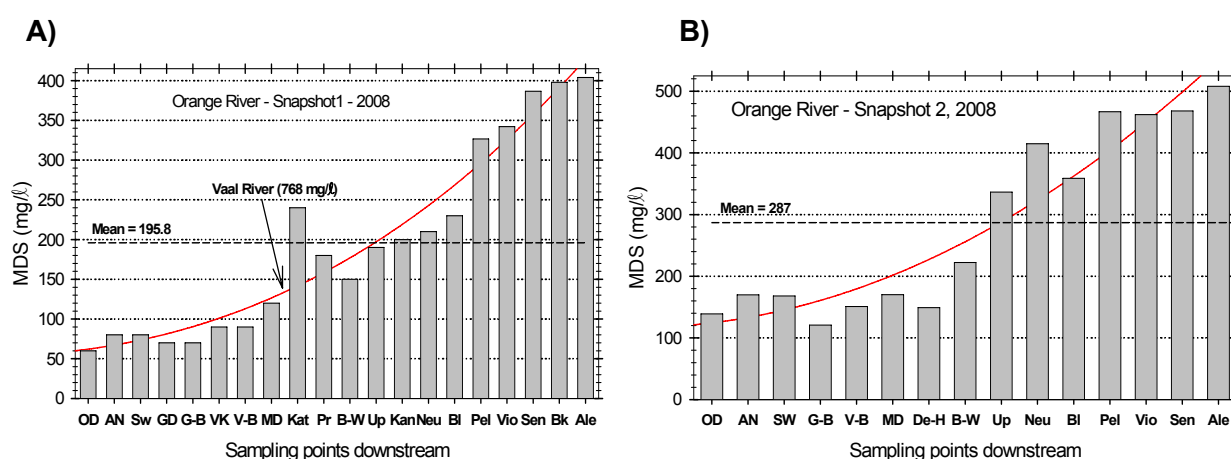 A)
Orange River - Snapshot1 - 2008
Vaal River (768 mg/ℓ)
Mean = 195.8
MDS (mg/ℓ)
400
350
300
250
200
150
100
50
0
OD AN Sw GD G-B VK V-B MD Kat Pr B-W Up Kan Neu Bl Pel Vio Sen Bk Ale
Sampling points downstream
B)
Orange River - Snapshot 2, 2008
Mean = 287
MDS (mg/ℓ)
500
400
300
200
100
0
OD AN SW G-B V-B MD De-H B-W Up Neu Bl Pel Vio Sen Ale
Sampling points downstream